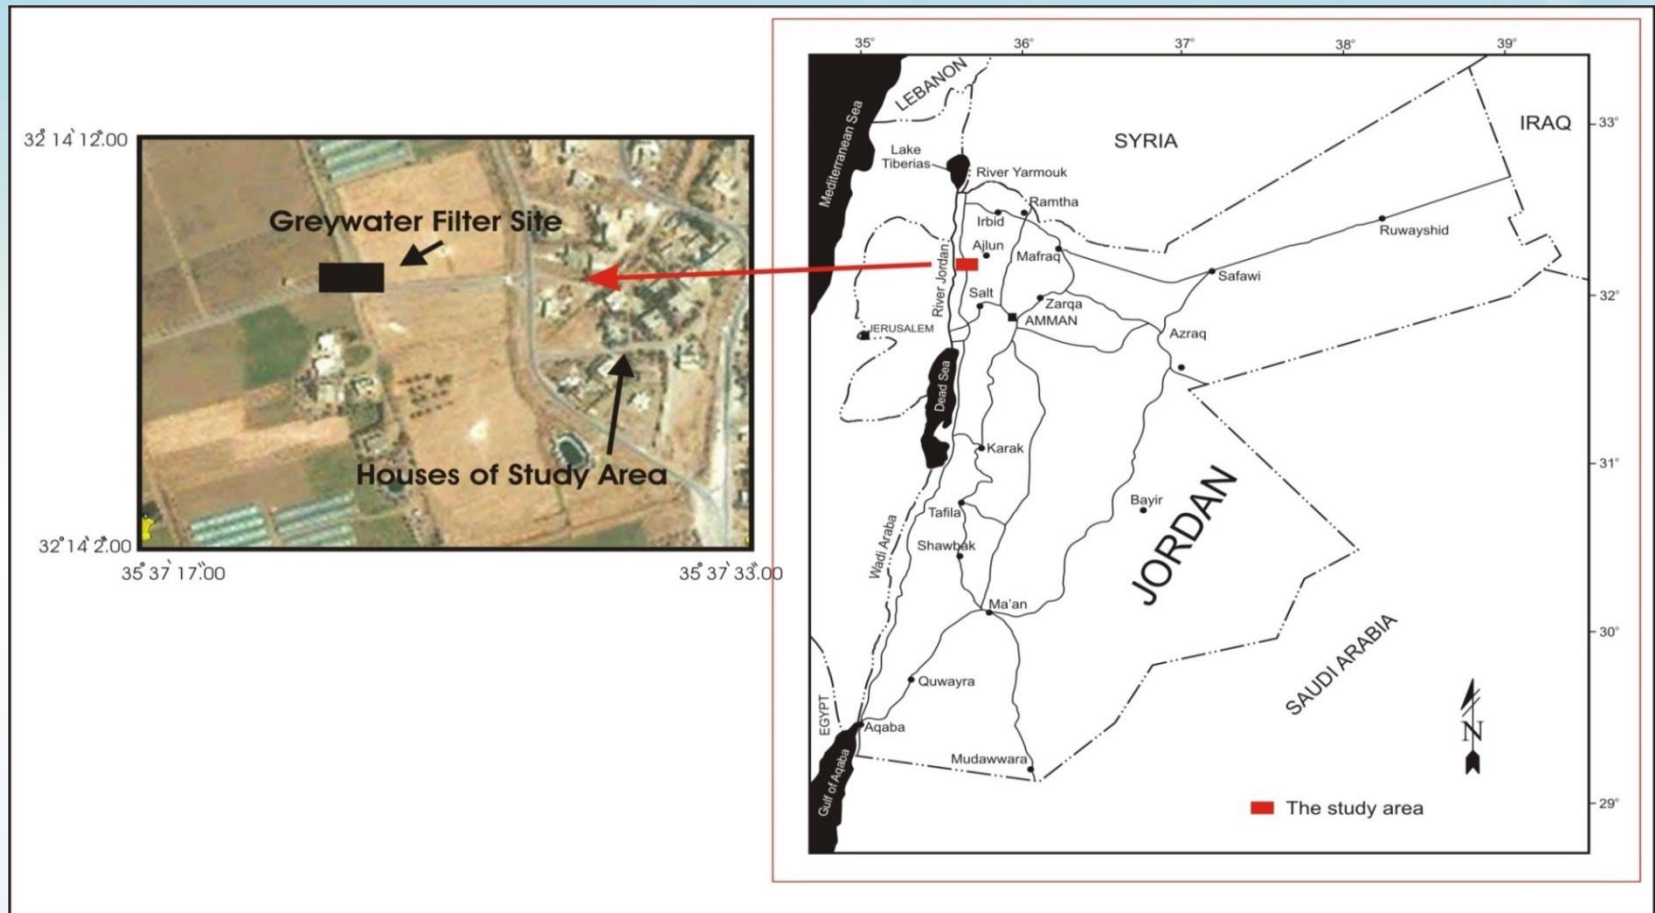 32° 14' 12.00"
Greywater Filter Site
Houses of Study Area
32° 14' 2.00"
35° 37' 17.00"
35° 37' 33.00"
35°
36°
37°
38°
39°
LEBANON
Mediterranean Sea
SYRIA
IRAQ
33°
Lake
Tiberias
River Yarmouk
Ramtha
Irbid
Ruwayshid
Ajlun
Mafraq
River Jordan
Safawi
32°
Salt
Zarqa
AMMAN
JERUSALEM
Azraq
Dead Sea
Karak
31°
Bayir
Tafila
JORDAN
Shawbak
Wadi Araba
Ma'an
30°
SAUDI ARABIA
Quwayra
EGYPT
Aqaba
N
Mudawwara
Gulf of Aqaba
The study area
29°